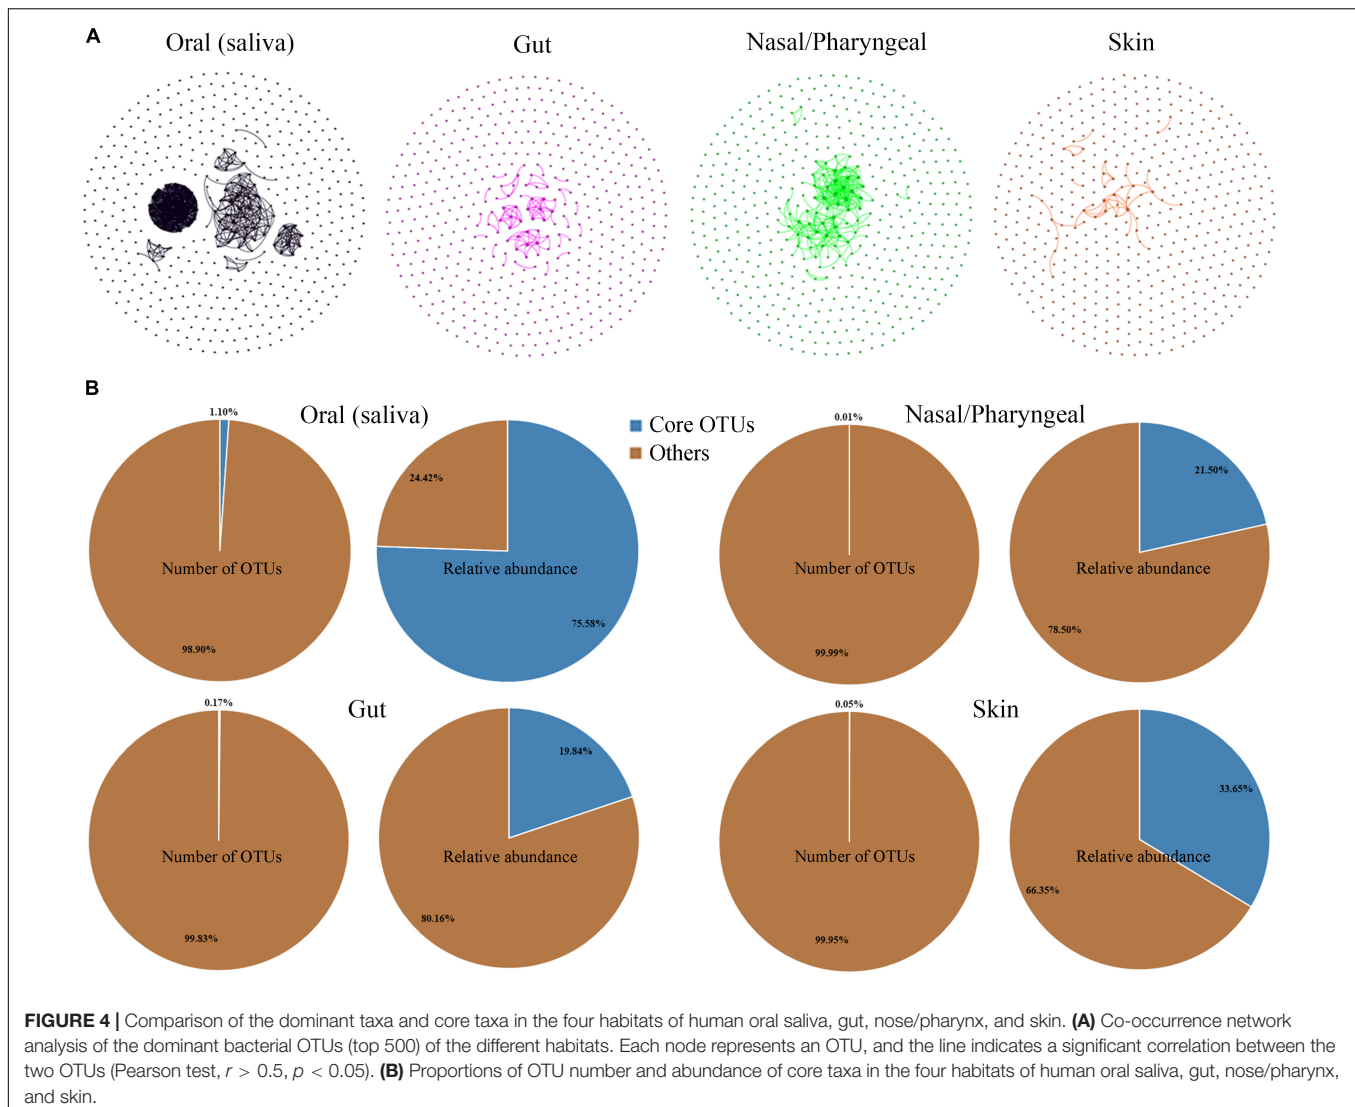 A
Oral (saliva)
Gut
Nasal/Pharyngeal
Skin
B
1.10%
Oral (saliva)
Core OTUs
Others
0.01%
Nasal/Pharyngeal
24.42%
21.50%
Number of OTUs
Relative abundance
Number of OTUs
Relative abundance
75.58%
78.50%
98.90%
99.99%
0.17%
Gut
0.05%
Skin
19.84%
33.65%
Number of OTUs
Relative abundance
Number of OTUs
Relative abundance
66.35%
80.16%
99.83%
99.95%
FIGURE 4 | Comparison of the dominant taxa and core taxa in the four habitats of human oral saliva, gut, nose/pharynx, and skin. (A) Co-occurrence network
analysis of the dominant bacterial OTUs (top 500) of the different habitats. Each node represents an OTU, and the line indicates a significant correlation between the
two OTUs (Pearson test, r > 0.5, p < 0.05). (B) Proportions of OTU number and abundance of core taxa in the four habitats of human oral saliva, gut, nose/pharynx,
and skin.